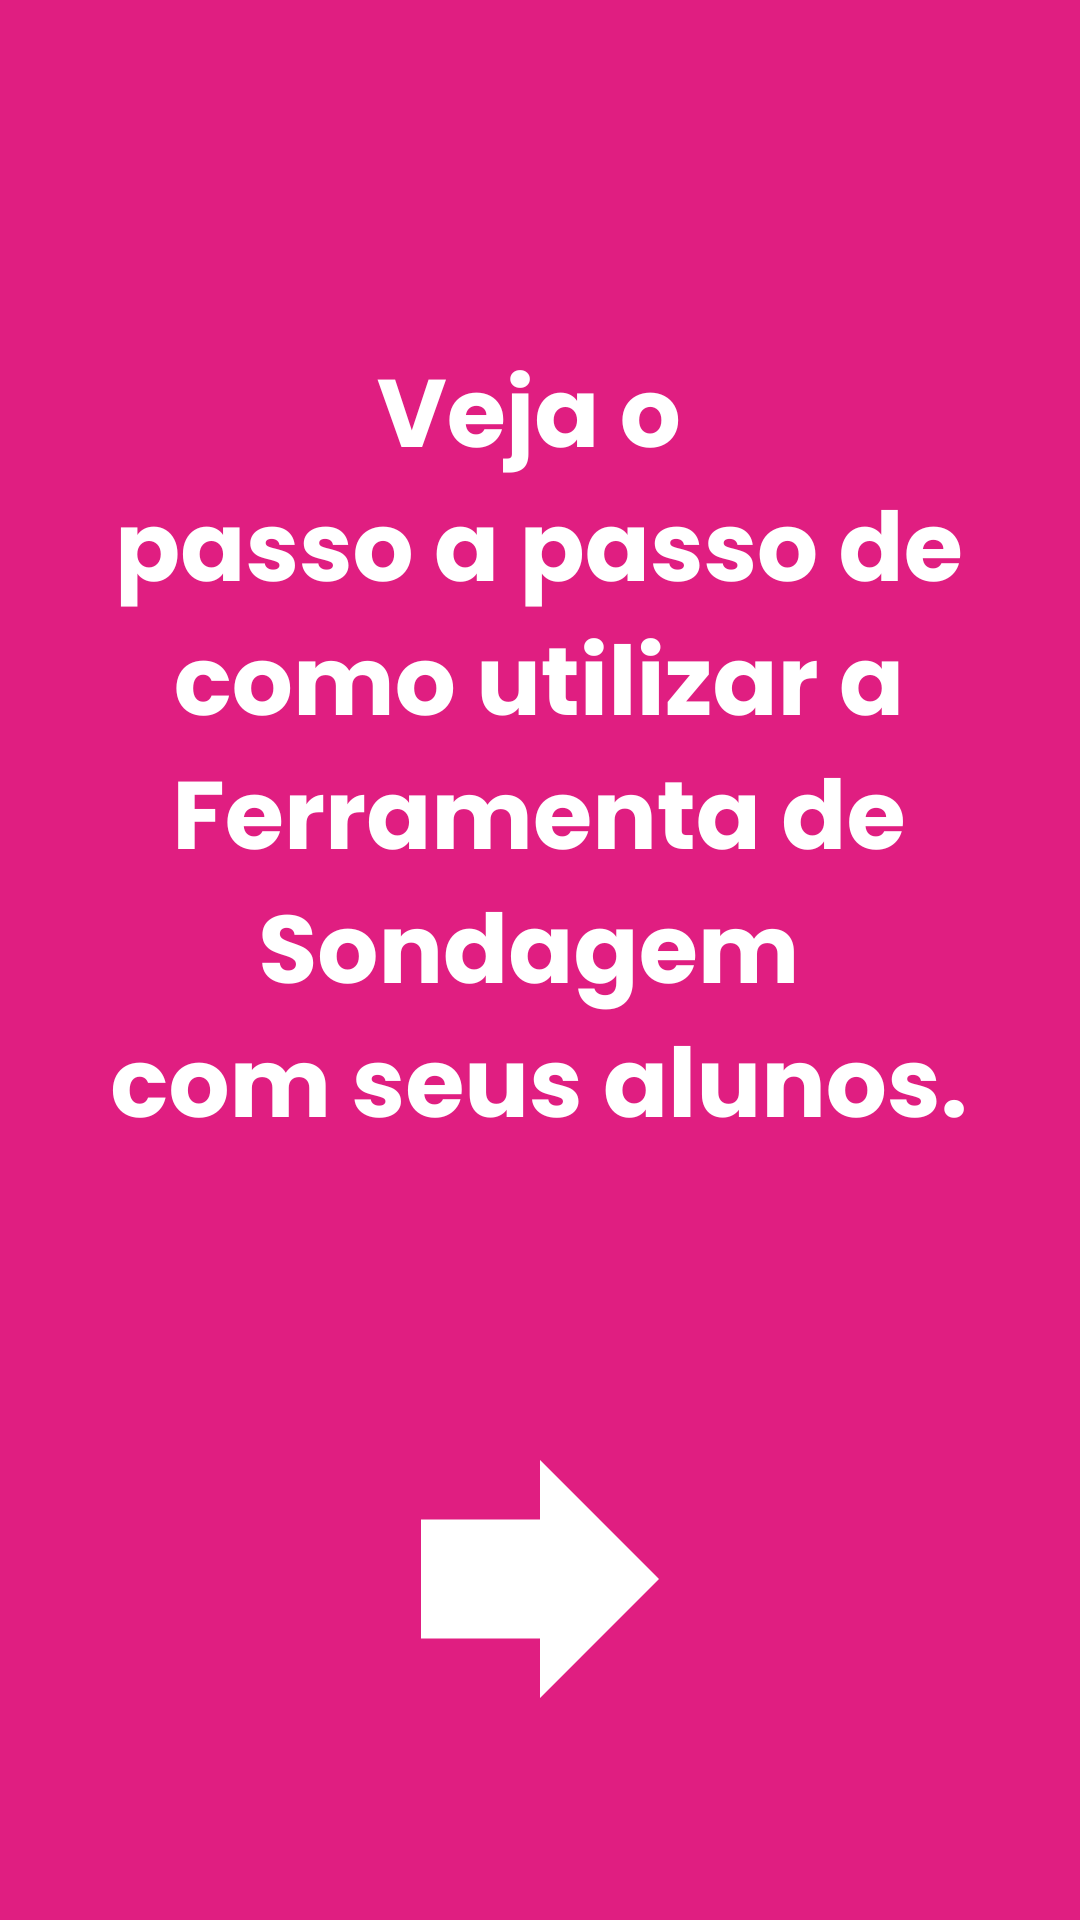 Veja o
passo a passo de
como utilizar a
Ferramenta de
Sondagem
com seus alunos.